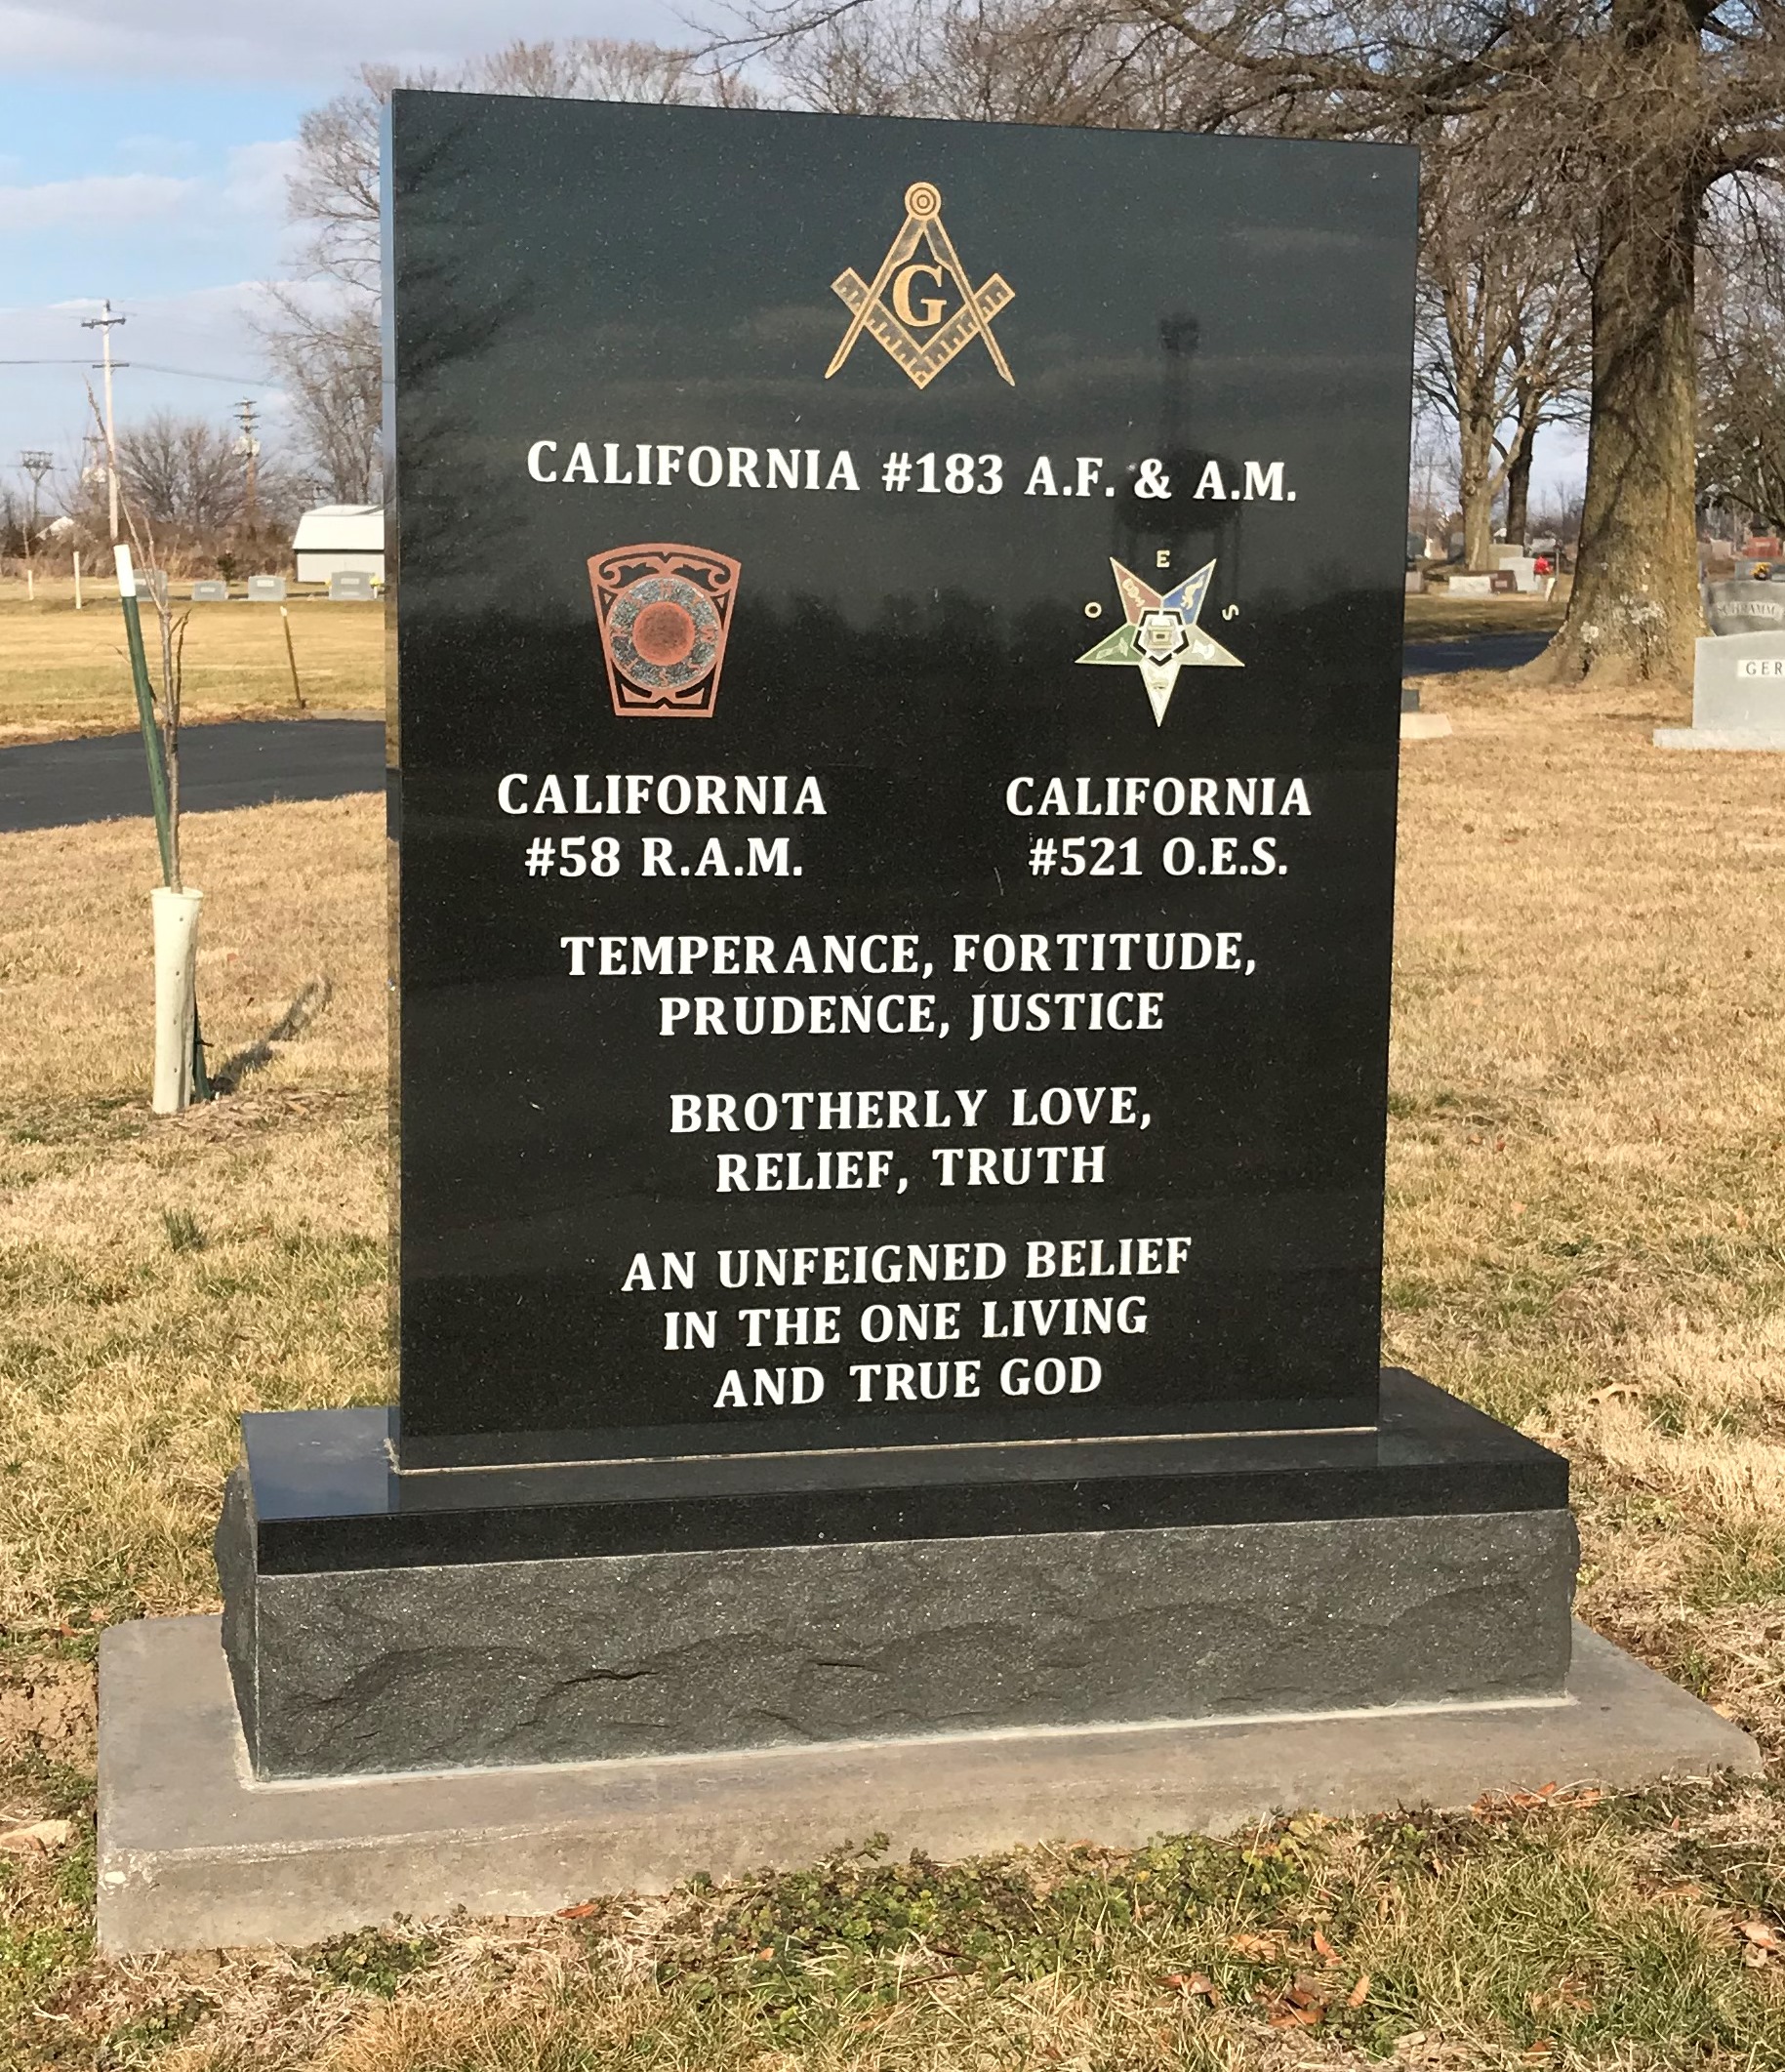 G
CALIFORNIA #183 A.F. & A.M.
E
O S
CALIFORNIA CALIFORNIA
#58 R.A.M. #521 O.E.S.
TEMPERANCE, FORTITUDE,
PRUDENCE, JUSTICE
BROTHERLY LOVE,
RELIEF, TRUTH
AN UNFEIGNED BELIEF
IN THE ONE LIVING
AND TRUE GOD